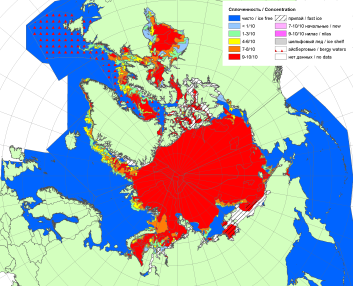 Сплоченность / Concentration
чисто / ice free
< 1/10
1-3/10
4-6/10
7-8/10
9-10/10
припай / fast ice
7-10/10 начальные / new
9-10/10 нилас / nilas
шельфовый лед / ice shelf
айсберговые / bergy waters
нет данных / no data